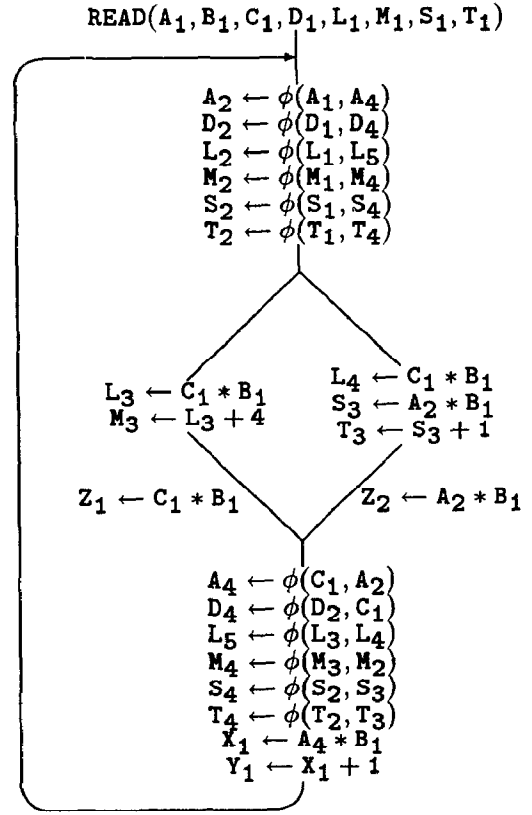 READ(A₁,B₁,C₁,D₁,L₁,M₁,S₁,T₁)
A₂ ← ϕ(A₁,A₄)
D₂ ← ϕ(D₁,D₄)
L₂ ← ϕ(L₁,L₅)
M₂ ← ϕ(M₁,M₄)
S₂ ← ϕ(S₁,S₄)
T₂ ← ϕ(T₁,T₄)
L₃ ← C₁ * B₁
M₃ ← L₃ + 4
L₄ ← C₁ * B₁
S₃ ← A₂ * B₁
T₃ ← S₃ + 1
Z₁ ← C₁ * B₁
Z₂ ← A₂ * B₁
A₄ ← ϕ(C₁,A₂)
D₄ ← ϕ(D₂,C₁)
L₅ ← ϕ(L₃,L₄)
M₄ ← ϕ(M₃,M₂)
S₄ ← ϕ(S₂,S₃)
T₄ ← ϕ(T₂,T₃)
X₁ ← A₄ * B₁
Y₁ ← X₁ + 1